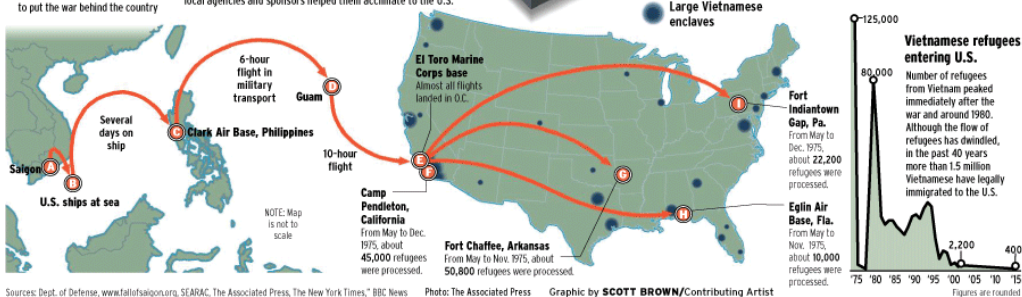 to put the war behind the country
local agencies and sponsors helped them acclimate to the U.S.
Large Vietnamese
enclaves
6-hour
flight in
military
transport
Guam
D
Several
days on
ship
C
Clark Air Base, Philippines
Saigon
A
B
U.S. ships at sea
10-hour
flight
NOTE: Map
is not to
scale
El Toro Marine
Corps base
Almost all flights
landed in O.C.
E
F
G
H
I
Camp
Pendleton,
California
From May to Dec.
1975, about
45,000 refugees
were processed.
Fort Chaffee, Arkansas
From May to Nov. 1975, about
50,800 refugees were processed.
Fort
Indiantown
Gap, Pa.
From May to
Dec. 1975,
about 22,200
refugees were
processed.
Eglin Air
Base, Fla.
From May to
Nov. 1975,
about 10,000
refugees were
processed.
125,000
80,000
Vietnamese refugees
entering U.S.
Number of refugees
from Vietnam peaked
immediately after the
war and around 1980.
Although the flow of
refugees has dwindled,
in the past 40 years
more than 1.5 million
Vietnamese have legally
immigrated to the U.S.
2,200
400
'75 '80 '85 '90 '95 '00 '05 '10 '15
Figures are rounded
Sources: Dept. of Defense, www.fallofsaigon.org, SEARAC, The Associated Press, The New York Times," BBC News
Photo: The Associated Press
Graphic by SCOTT BROWN/Contributing Artist